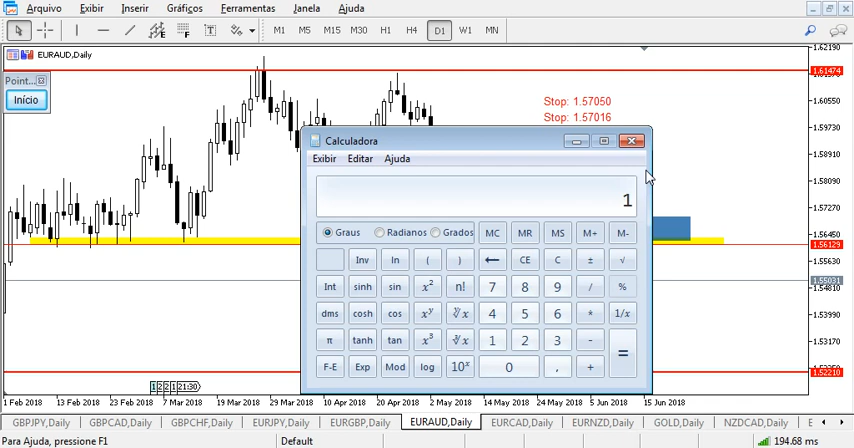 Arquivo Exibir Inserir Gráficos Ferramentas Janela Ajuda
E F T M1 M5 M15 M30 H1 H4 D1 W1 MN
EURAUD,Daily
Point...
Início
Stop: 1.57050
Stop: 1.57016
Calculadora
Exibir Editar Ajuda
1
Graus Radianos Grados MC MR MS M+ M-
Inv ln ( ) ← CE C ± √
Int sinh sin x² n! 7 8 9 / %
dms cosh cos xʸ ʸ√x 4 5 6 * 1/x
π tanh tan x³ ³√x 1 2 3 - =
F-E Exp Mod log 10ˣ 0 , +
1.62190
1.61474
1.60555
1.59730
1.58910
1.58090
1.57270
1.56450
1.56129
1.55630
1.54810
1.53990
1.53170
1.52210
1 2 2 1 21:30
1 Feb 2018 13 Feb 2018 23 Feb 2018 7 Mar 2018 19 Mar 2018 29 Mar 2018 10 Apr 2018 20 Apr 2018 2 May 2018 14 May 2018 24 May 2018 5 Jun 2018 15 Jun 2018
GBPJPY,Daily GBPCAD,Daily GBPCHF,Daily EURJPY,Daily EURGBP,Daily EURAUD,Daily EURCAD,Daily EURNZD,Daily GOLD,Daily NZDCAD,Daily E
Para Ajuda, pressione F1 Default 194.68 ms